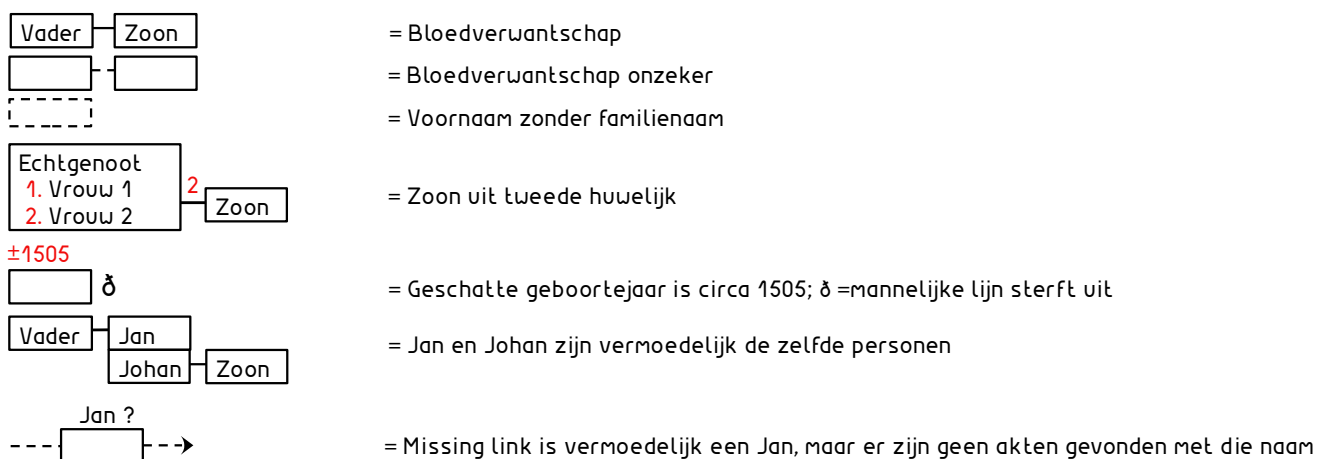 Vader Zoon = Bloedverwantschap
= Bloedverwantschap onzeker
= Voornaam zonder familienaam
Echtgenoot
1. Vrouw 1
2. Vrouw 2
2 Zoon = Zoon uit tweede huwelijk
±1505
ð = Geschatte geboortejaar is circa 1505; ð =mannelijke lijn sterft uit
Vader Jan
Johan Zoon = Jan en Johan zijn vermoedelijk de zelfde personen
Jan ?
= Missing link is vermoedelijk een Jan, maar er zijn geen akten gevonden met die naam